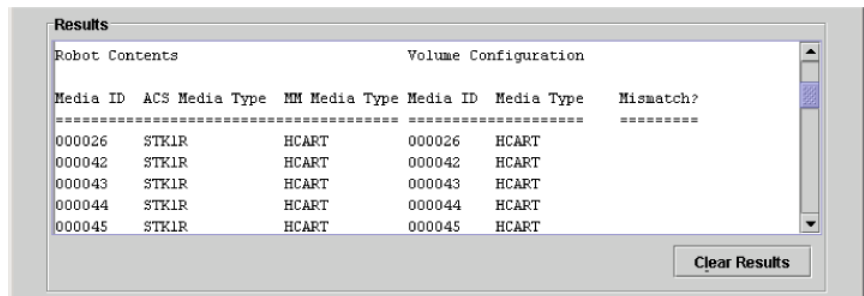 Results
Robot Contents Volume Configuration
Media ID ACS Media Type MM Media Type Media ID Media Type Mismatch?
======================================= ==================== =========
000026 STK1R HCART 000026 HCART
000042 STK1R HCART 000042 HCART
000043 STK1R HCART 000043 HCART
000044 STK1R HCART 000044 HCART
000045 STK1R HCART 000045 HCART
Clear Results